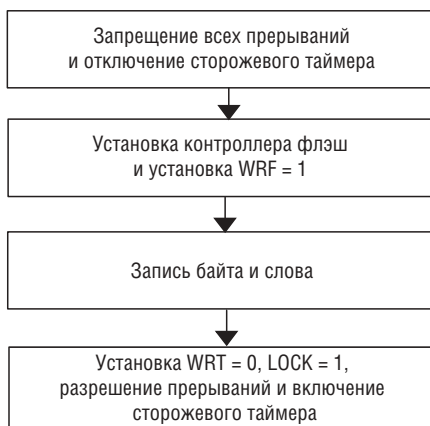 Запрещение всех прерываний
и отключение сторожевого таймера
Установка контроллера флэш
и установка WRF = 1
Запись байта и слова
Установка WRT = 0, LOCK = 1,
разрешение прерываний и включение
сторожевого таймера